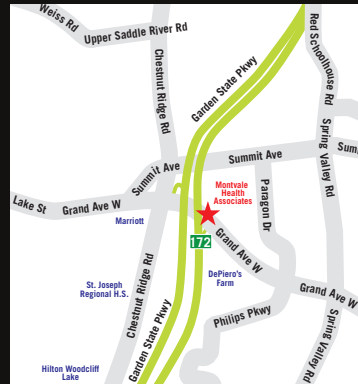 Weiss Rd
Upper Saddle River Rd
Chestnut Ridge Rd
Garden State Pkwy
Red Schoolhouse Rd
Spring Valley Rd
Summit Ave
Summit Ave
Sum
Lake St
Grand Ave W
Marriott
Montvale
Health
Associates
Paragon Dr
172
Grand Ave W
St. Joseph
Regional H.S.
Chestnut Ridge Rd
DePiero's
Farm
Grand Ave W
Garden State Pkwy
Philips Pkwy
Spring Valley Rd
Hilton Woodcliff
Lake